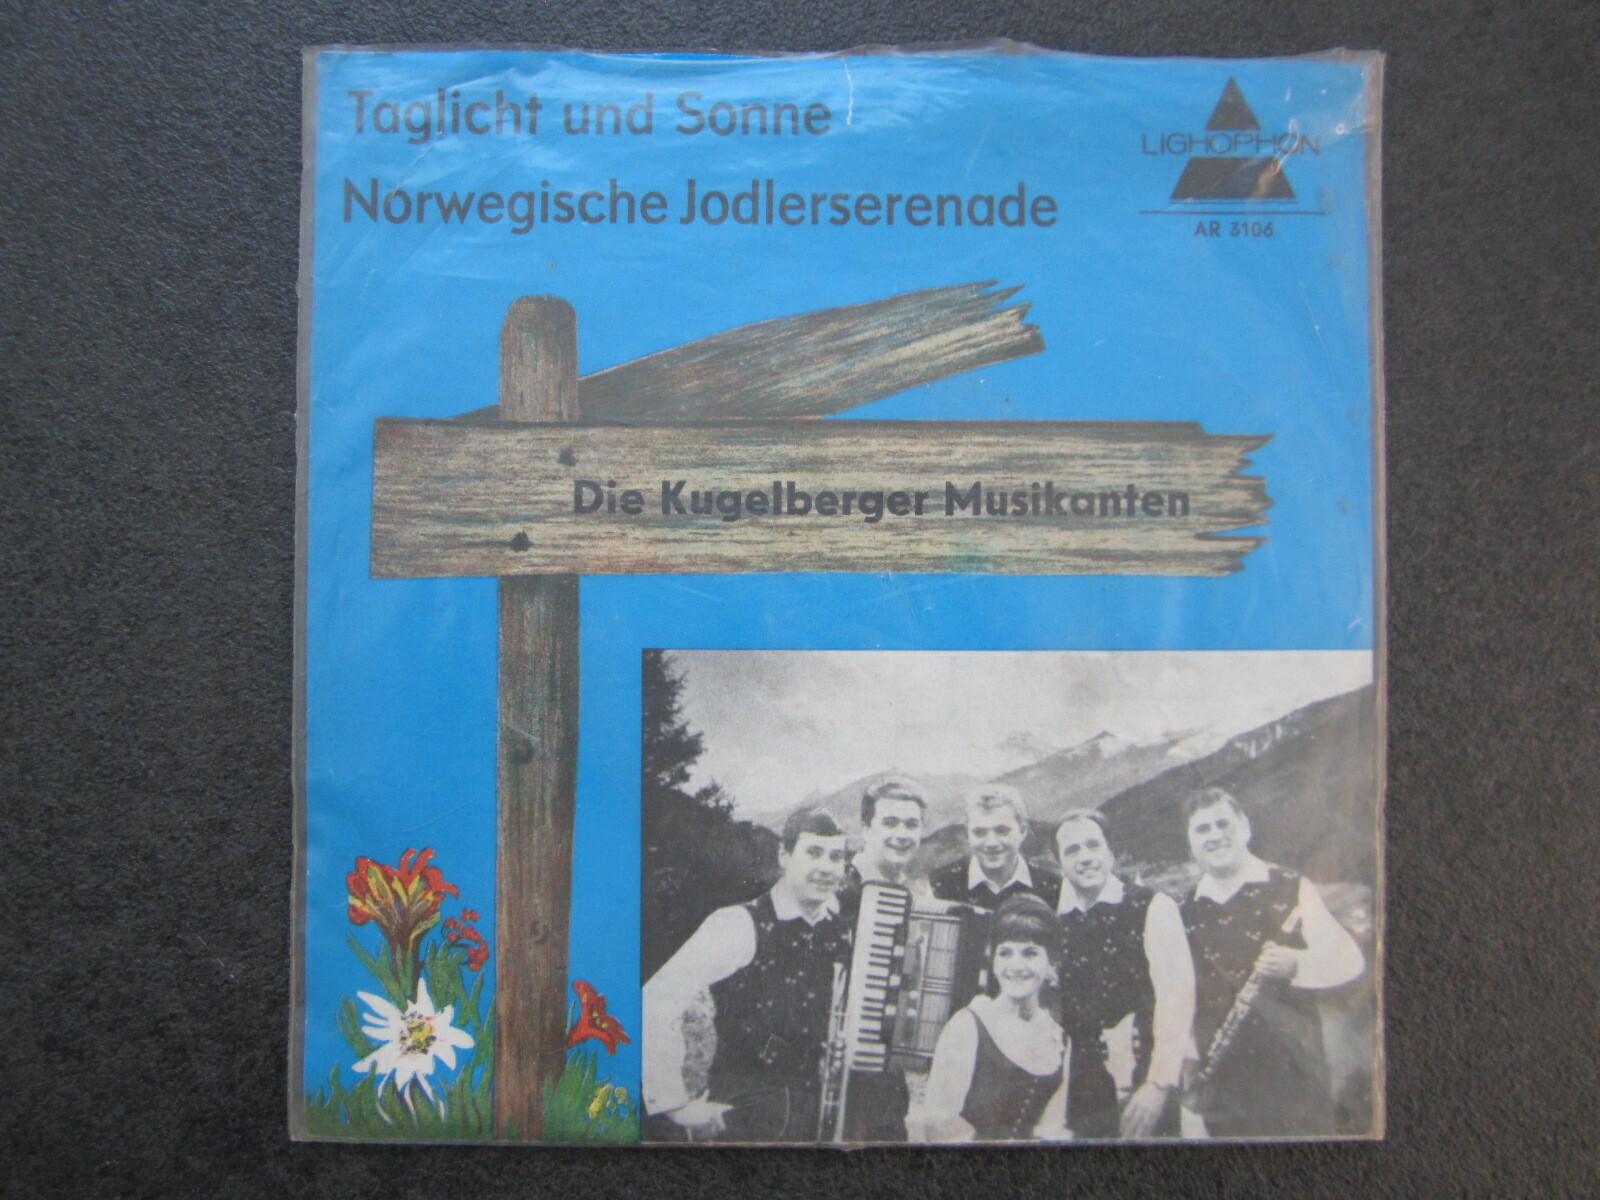 Taglicht und Sonne
Norwegische Jodlerserenade
LIGHOPHON
AR 3106
Die Kugelberger Musikanten